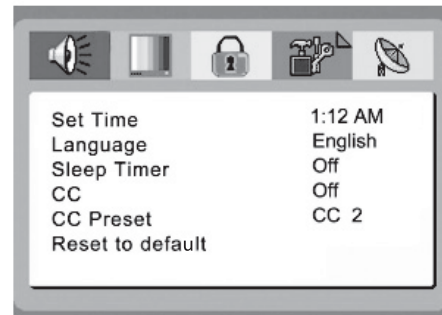 Set Time 1:12 AM
Language English
Sleep Timer Off
CC Off
CC Preset CC 2
Reset to default